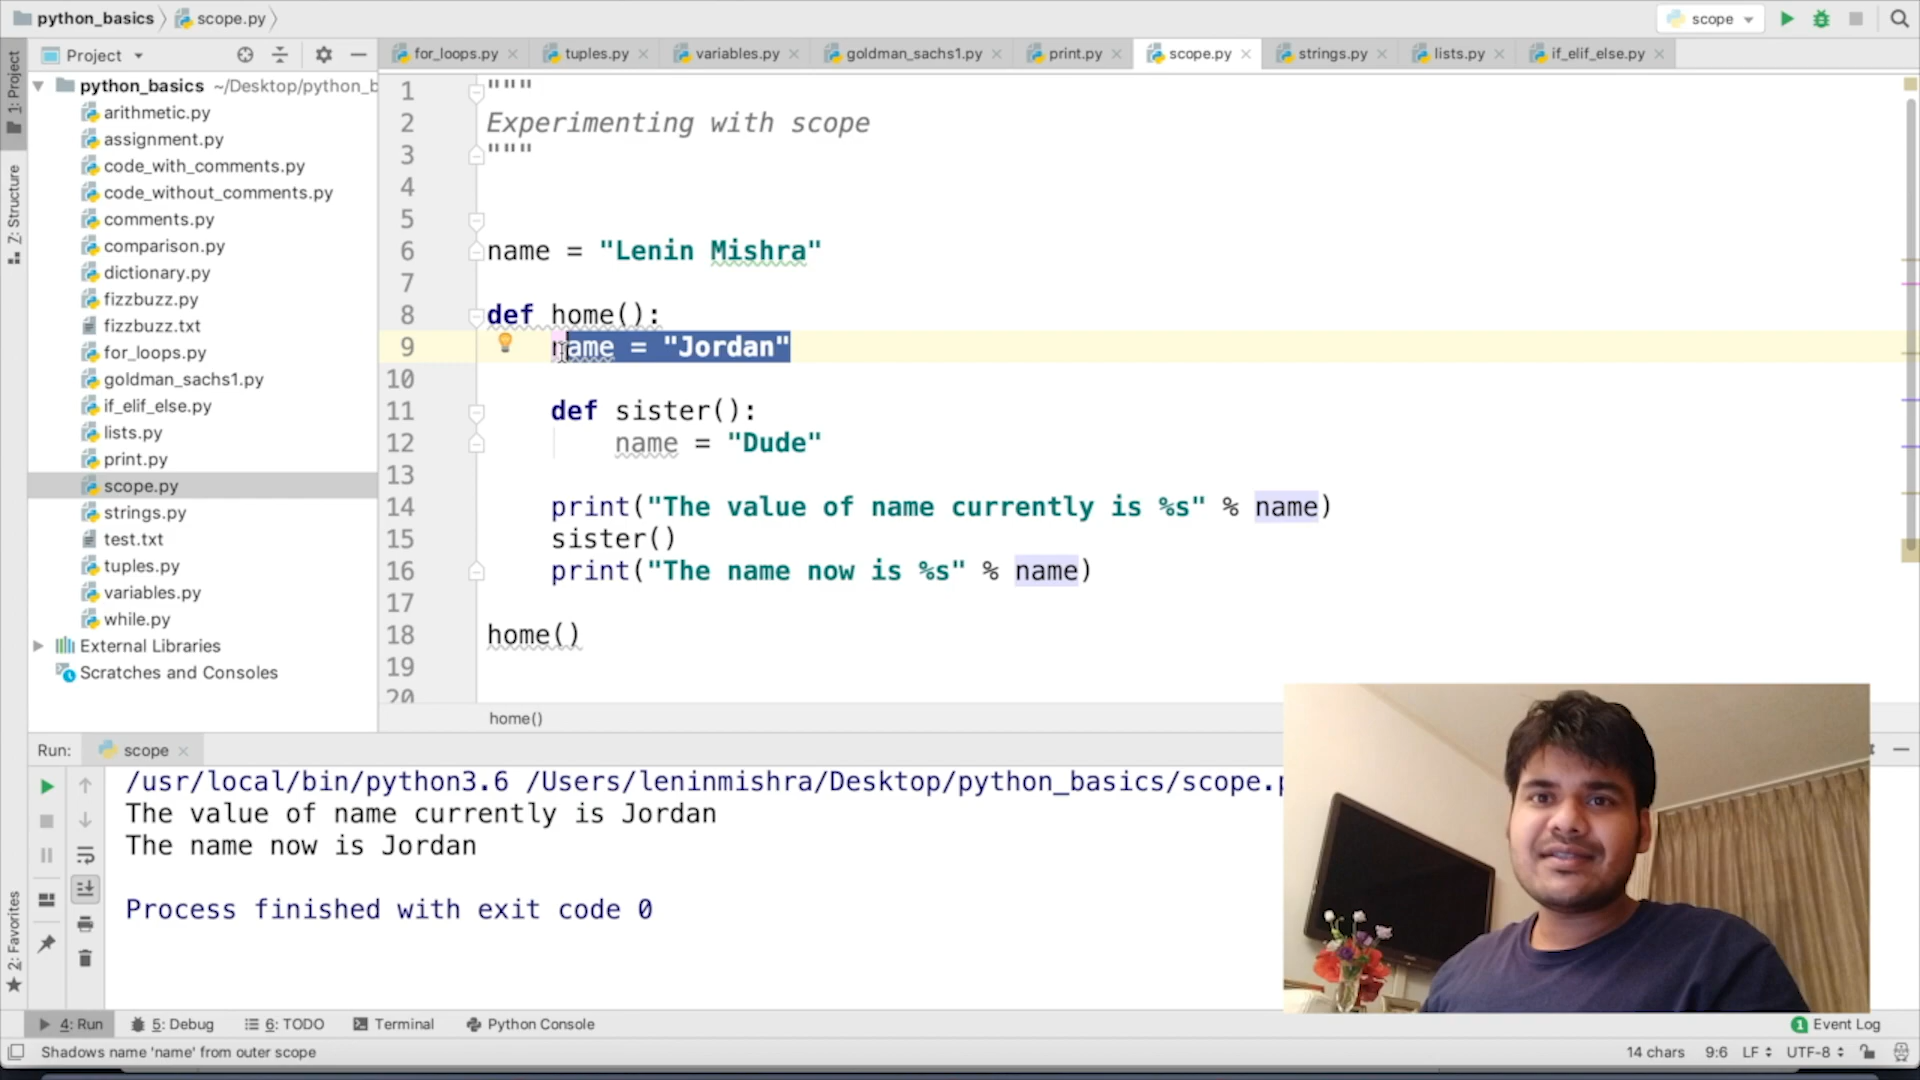 python_basics
scope.py
scope
1: Project
Z: Structure
2: Favorites
Project
python_basics ~/Desktop/python_b
arithmetic.py
assignment.py
code_with_comments.py
code_without_comments.py
comments.py
comparison.py
dictionary.py
fizzbuzz.py
fizzbuzz.txt
for_loops.py
goldman_sachs1.py
if_elif_else.py
lists.py
print.py
scope.py
strings.py
test.txt
tuples.py
variables.py
while.py
External Libraries
Scratches and Consoles
for_loops.py tuples.py variables.py goldman_sachs1.py print.py scope.py strings.py lists.py if_elif_else.py
1 """
2 Experimenting with scope
3 """
4
5
6 name = "Lenin Mishra"
7
8 def home():
9 name = "Jordan"
10
11 def sister():
12 name = "Dude"
13
14 print("The value of name currently is %s" % name)
15 sister()
16 print("The name now is %s" % name)
17
18 home()
19
20
home()
Run: scope
/usr/local/bin/python3.6 /Users/leninmishra/Desktop/python_basics/scope.p
The value of name currently is Jordan
The name now is Jordan
Process finished with exit code 0
4: Run 5: Debug 6: TODO Terminal Python Console 1 Event Log
Shadows name 'name' from outer scope 14 chars 9:6 LF UTF-8